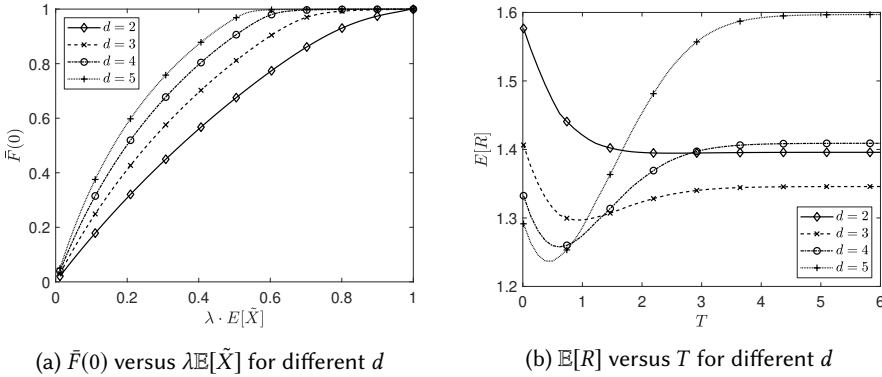 1
0.8
0.6
0.4
0.2
0
F̄(0)
d = 2
d = 3
d = 4
d = 5
0 0.2 0.4 0.6 0.8 1
λ · E[X̃]
(a) F̄(0) versus λ𝔼[X̃] for different d
1.6
1.5
1.4
1.3
1.2
E[R]
d = 2
d = 3
d = 4
d = 5
0 1 2 3 4 5 6
T
(b) 𝔼[R] versus T for different d